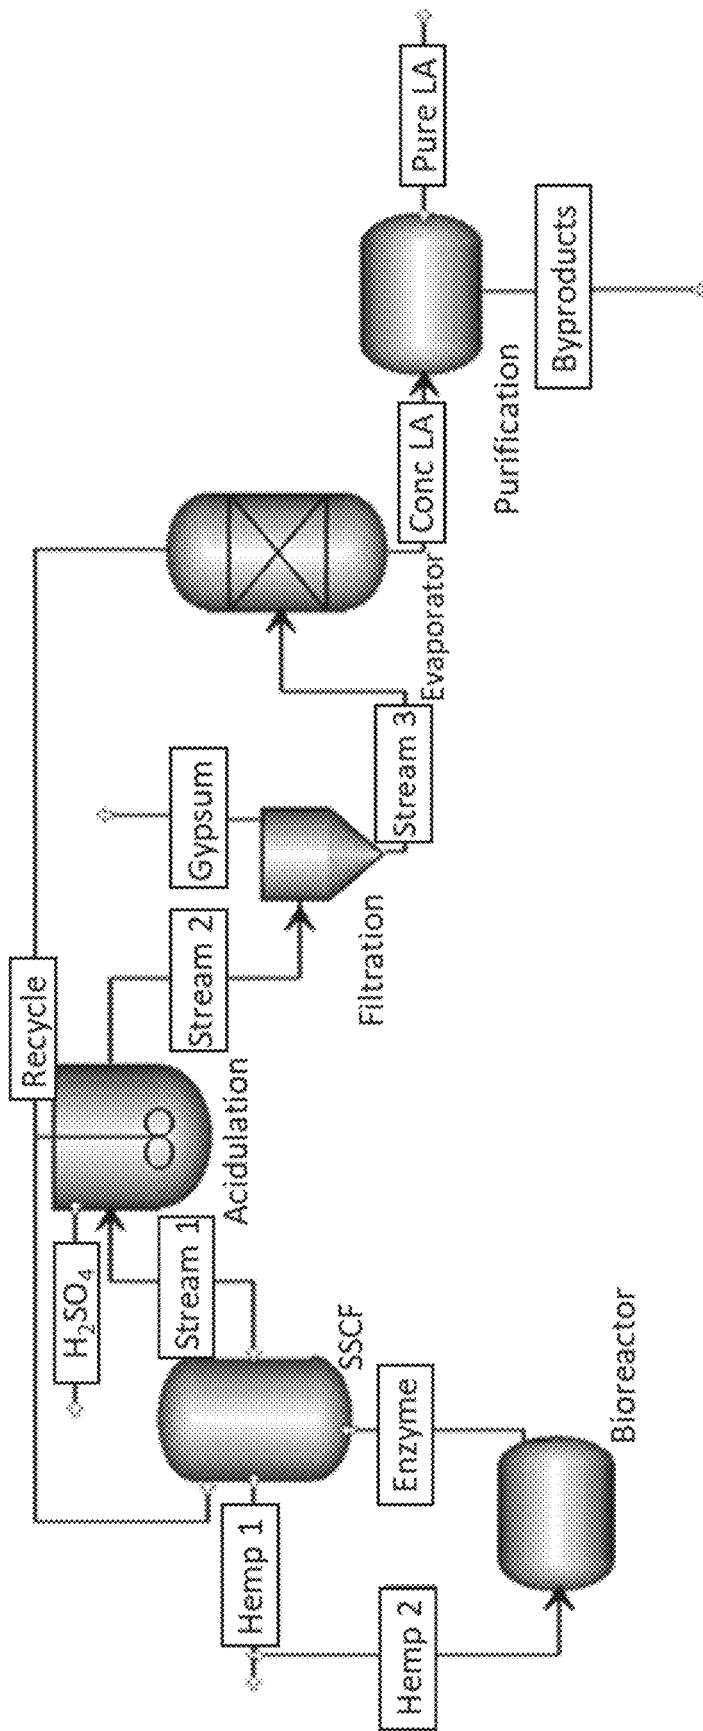 Recycle
H₂SO₄
Stream 1
Acidulation
Stream 2
Gypsum
Filtration
Stream 3
Evaporator
Conc LA
Pure LA
Purification
Byproducts
Hemp 1
SSCF
Enzyme
Hemp 2
Bioreactor